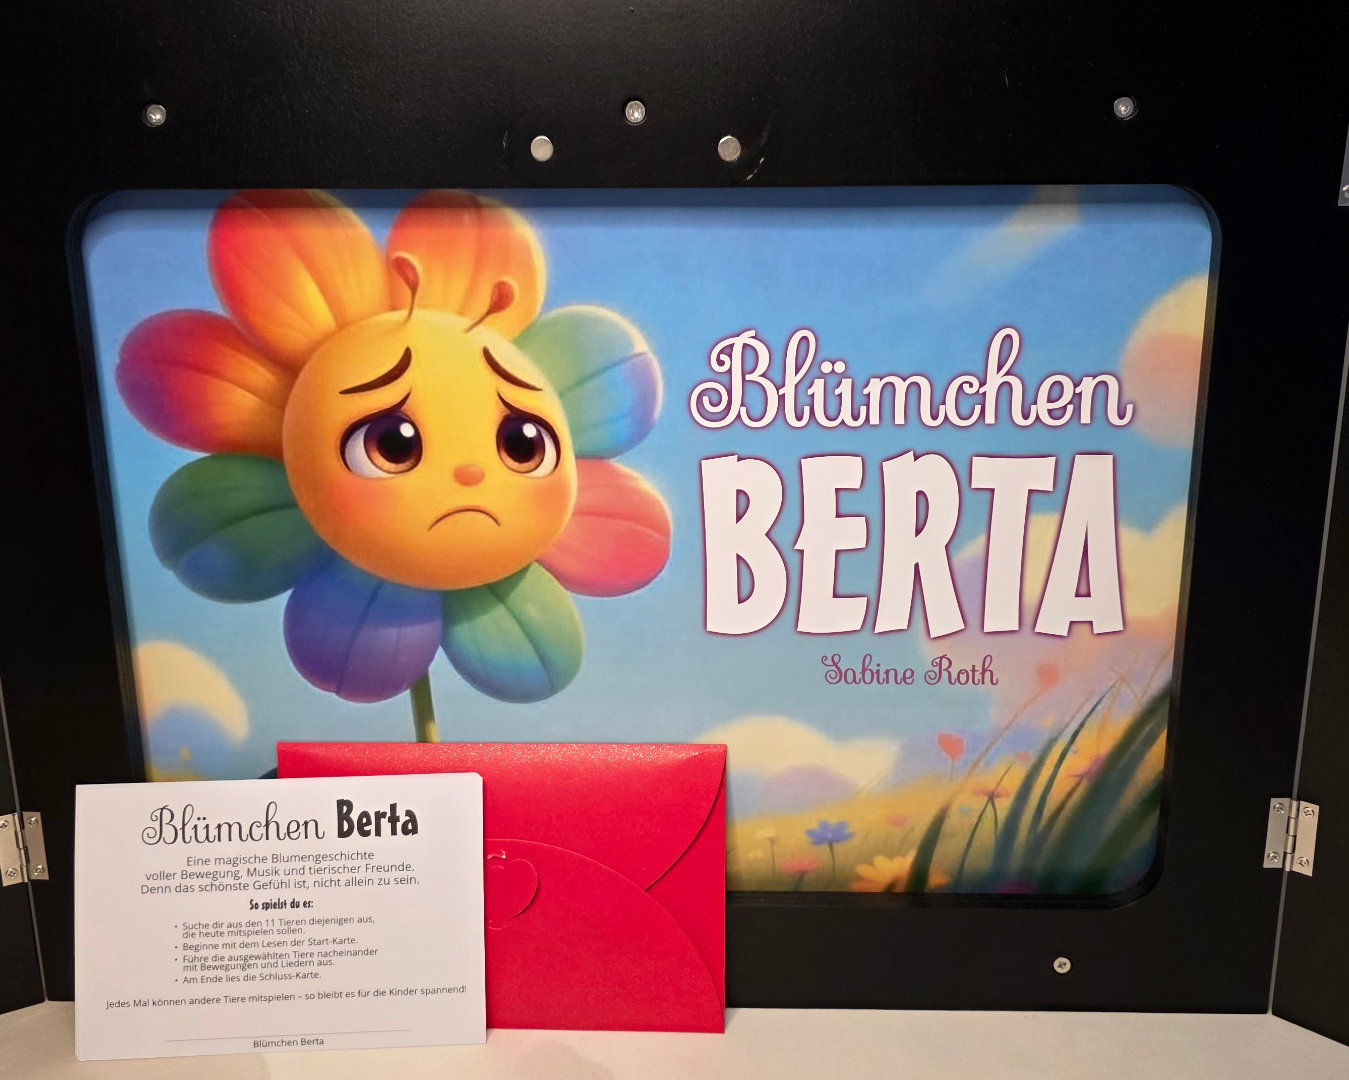 Blümchen
BERTA
Sabine Roth
Blümchen Berta
Eine magische Blumengeschichte
voller Bewegung, Musik und tierischer Freunde.
Denn das schönste Gefühl ist, nicht allein zu sein.
So spielst du es:
• Suche dir aus den 11 Tieren diejenigen aus,
die heute mitspielen sollen.
• Beginne mit dem Lesen der Start-Karte.
• Führe die ausgewählten Tiere nacheinander
mit Bewegungen und Liedern aus.
• Am Ende lies die Schluss-Karte.
Jedes Mal können andere Tiere mitspielen – so bleibt es für die Kinder spannend!
Blümchen Berta